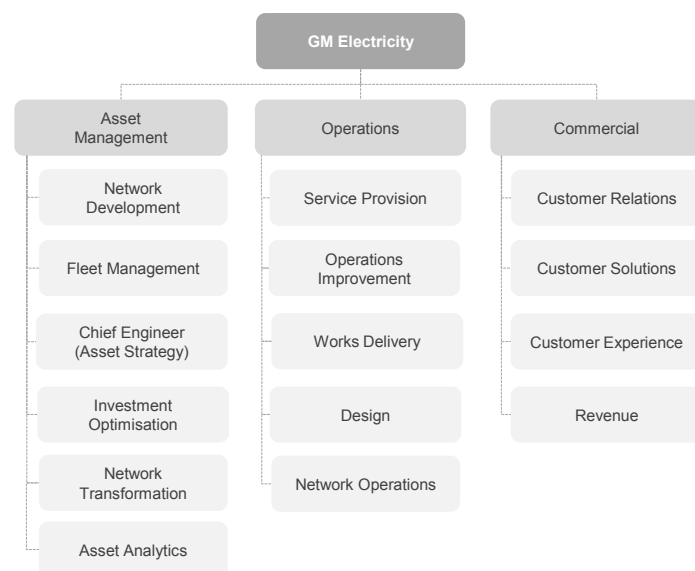 GM Electricity
Asset
Management
Operations
Commercial
Network
Development
Fleet Management
Chief Engineer
(Asset Strategy)
Investment
Optimisation
Network
Transformation
Asset Analytics
Service Provision
Operations
Improvement
Works Delivery
Design
Network Operations
Customer Relations
Customer Solutions
Customer Experience
Revenue